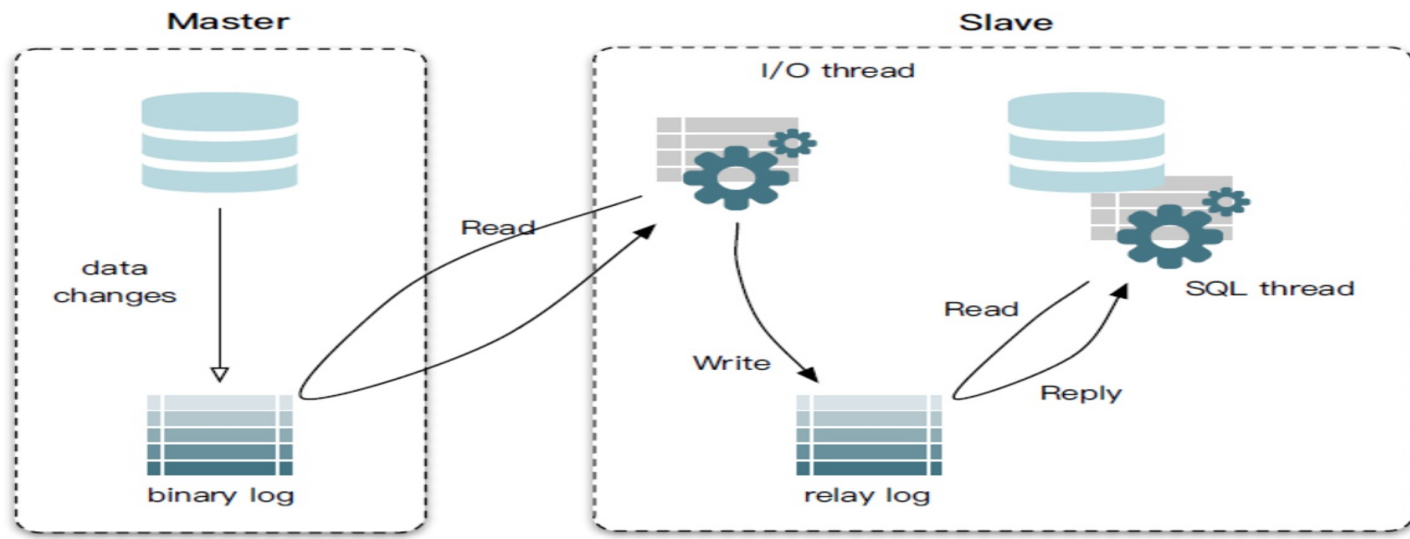 Master
Slave
I/O thread
Read
data
changes
SQL thread
Read
Write
Reply
binary log
relay log